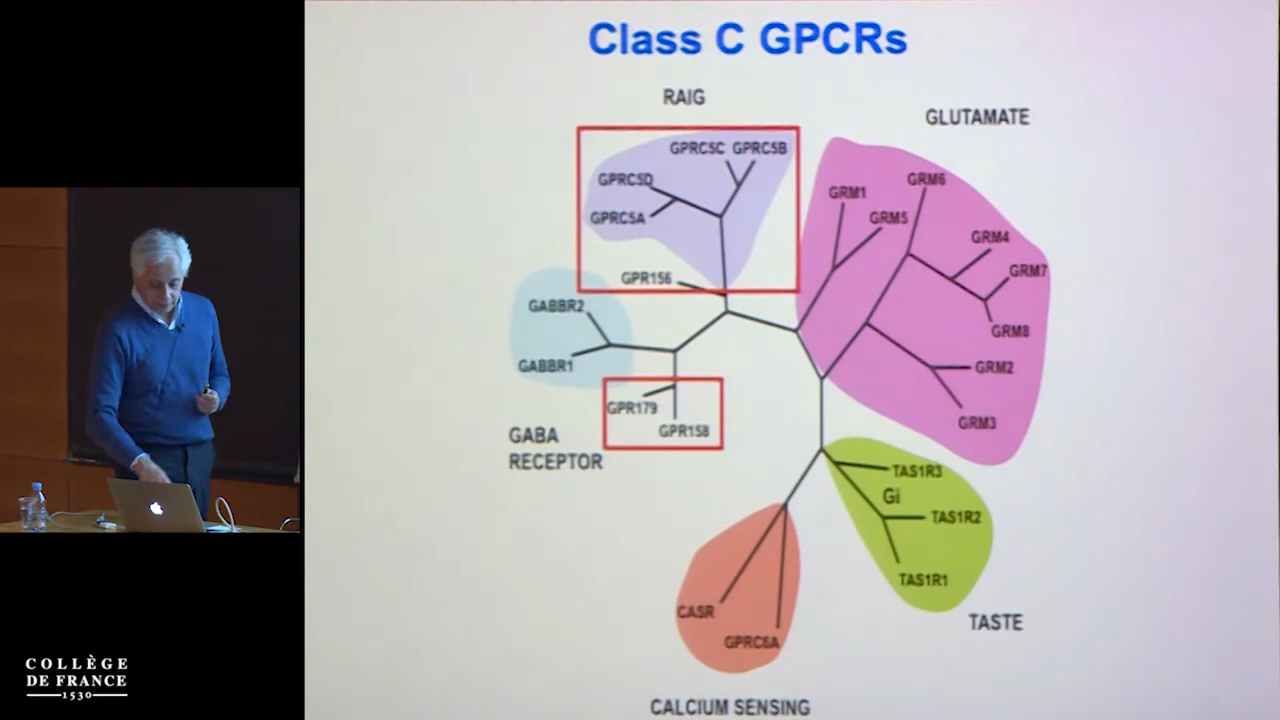 Class C GPCRs
RAIG
GLUTAMATE
GPRC5C GPRC5B
GPRC5D
GPRC5A
GRM1
GRM6
GRM5
GRM4
GRM7
GRM8
GPR156
GABBR2
GABBR1
GRM2
GRM3
GPR179
GPR158
GABA
RECEPTOR
TAS1R3
Gi
TAS1R2
TAS1R1
TASTE
CASR
GPRC6A
CALCIUM SENSING
COLLÈGE
DE FRANCE
1530